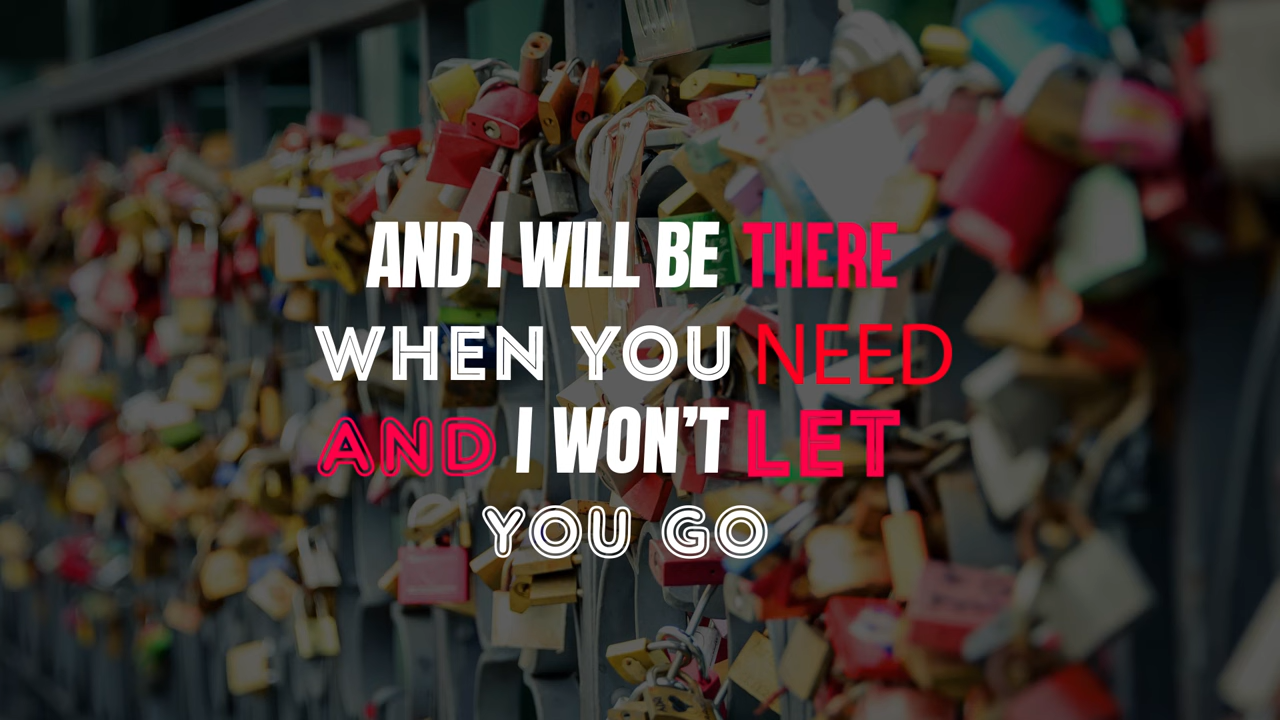 AND I WILL BE THERE
WHEN YOU NEED
AND I WON'T LET
YOU GO